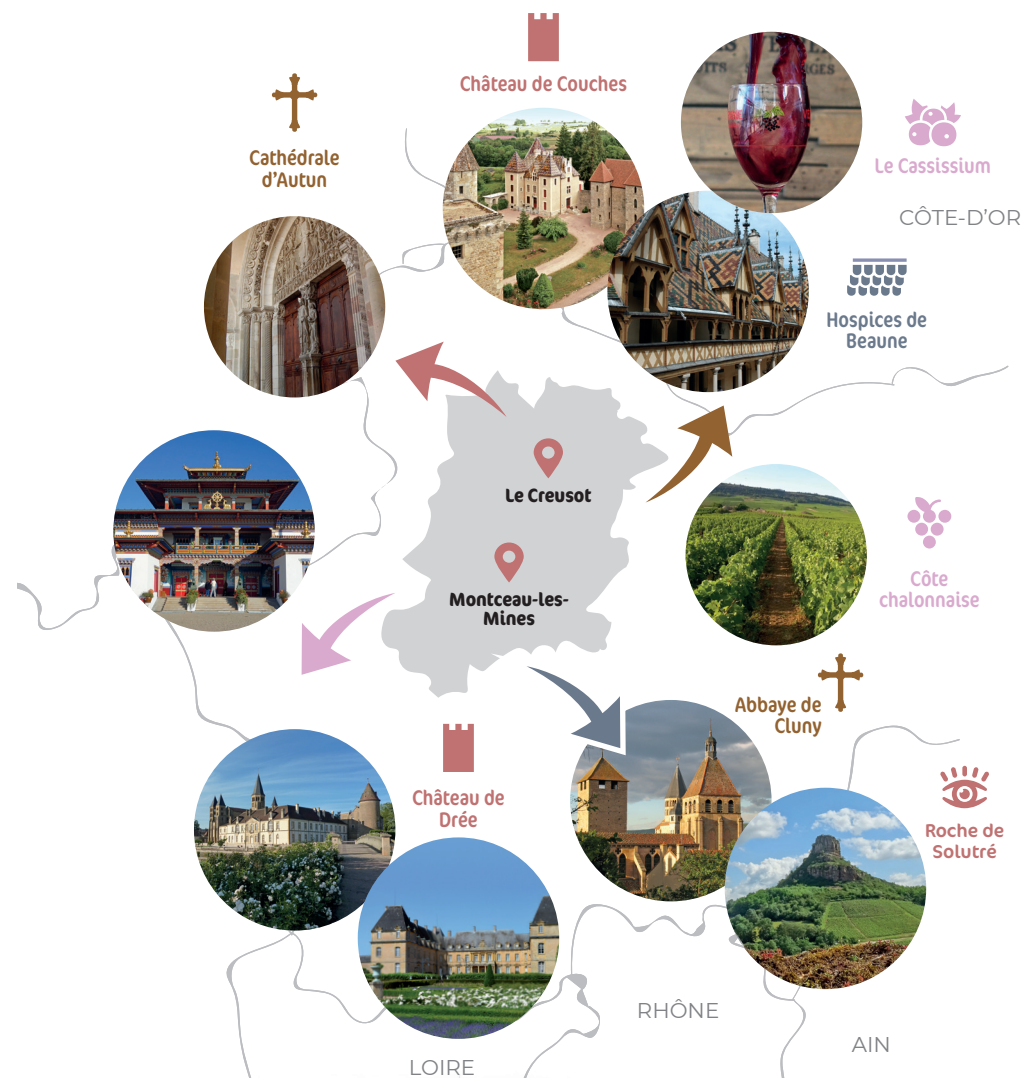 Château de Couches
Cathédrale
d'Autun
Le Cassissium
CÔTE-D'OR
Hospices de
Beaune
Le Creusot
Montceau-les-
Mines
Côte
chalonnaise
Abbaye de
Cluny
Château de
Drée
Roche de
Solutré
RHÔNE
AIN
LOIRE